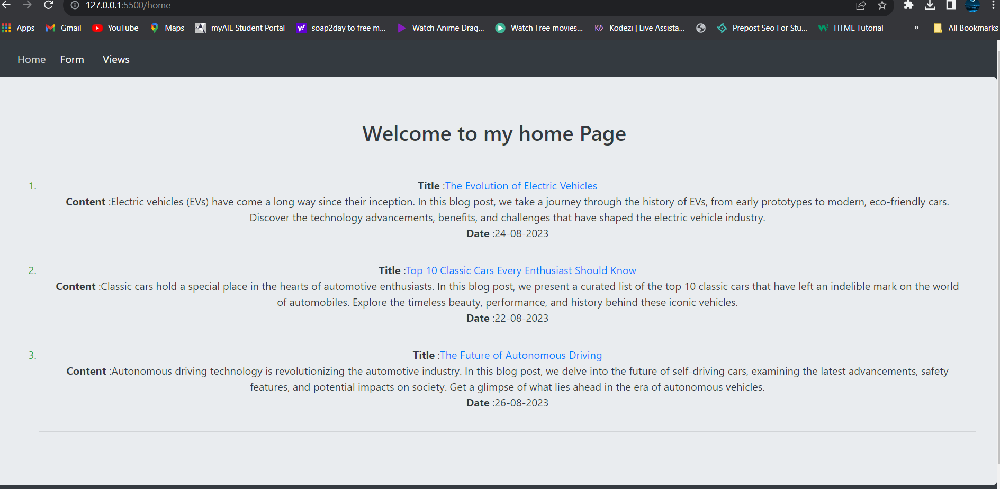 127.0.0.1:5500/home
Apps Gmail YouTube Maps myAIE Student Portal soap2day to free m... Watch Anime Drag... Watch Free movies... Kodezi | Live Assista... Prepost Seo For Stu... HTML Tutorial » All Bookmarks
Home Form Views
Welcome to my home Page
1. Title :The Evolution of Electric Vehicles
Content :Electric vehicles (EVs) have come a long way since their inception. In this blog post, we take a journey through the history of EVs, from early prototypes to modern, eco-friendly cars.
Discover the technology advancements, benefits, and challenges that have shaped the electric vehicle industry.
Date :24-08-2023
2. Title :Top 10 Classic Cars Every Enthusiast Should Know
Content :Classic cars hold a special place in the hearts of automotive enthusiasts. In this blog post, we present a curated list of the top 10 classic cars that have left an indelible mark on the world
of automobiles. Explore the timeless beauty, performance, and history behind these iconic vehicles.
Date :22-08-2023
3. Title :The Future of Autonomous Driving
Content :Autonomous driving technology is revolutionizing the automotive industry. In this blog post, we delve into the future of self-driving cars, examining the latest advancements, safety
features, and potential impacts on society. Get a glimpse of what lies ahead in the era of autonomous vehicles.
Date :26-08-2023